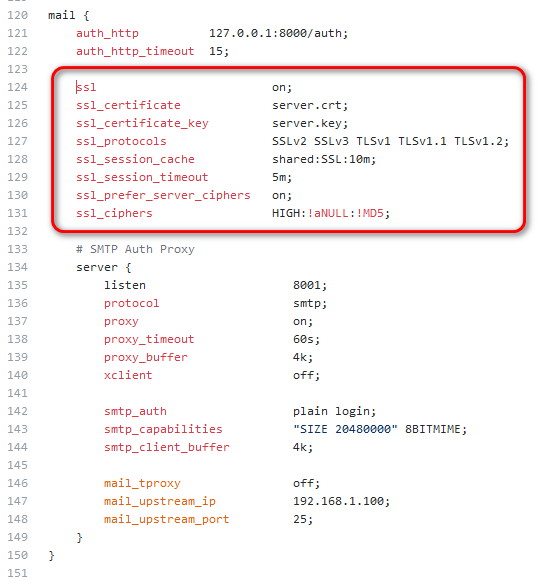 120 mail {
121     auth_http          127.0.0.1:8000/auth;
122     auth_http_timeout  15;
123
124     ssl                         on;
125     ssl_certificate             server.crt;
126     ssl_certificate_key         server.key;
127     ssl_protocols               SSLv2 SSLv3 TLSv1 TLSv1.1 TLSv1.2;
128     ssl_session_cache           shared:SSL:10m;
129     ssl_session_timeout         5m;
130     ssl_prefer_server_ciphers   on;
131     ssl_ciphers                 HIGH:!aNULL:!MD5;
132
133     # SMTP Auth Proxy
134     server {
135         listen                     8001;
136         protocol                   smtp;
137         proxy                      on;
138         proxy_timeout              60s;
139         proxy_buffer               4k;
140         xclient                    off;
141
142         smtp_auth                  plain login;
143         smtp_capabilities          "SIZE 20480000" 8BITMIME;
144         smtp_client_buffer         4k;
145
146         mail_tproxy                off;
147         mail_upstream_ip           192.168.1.100;
148         mail_upstream_port         25;
149     }
150 }
151